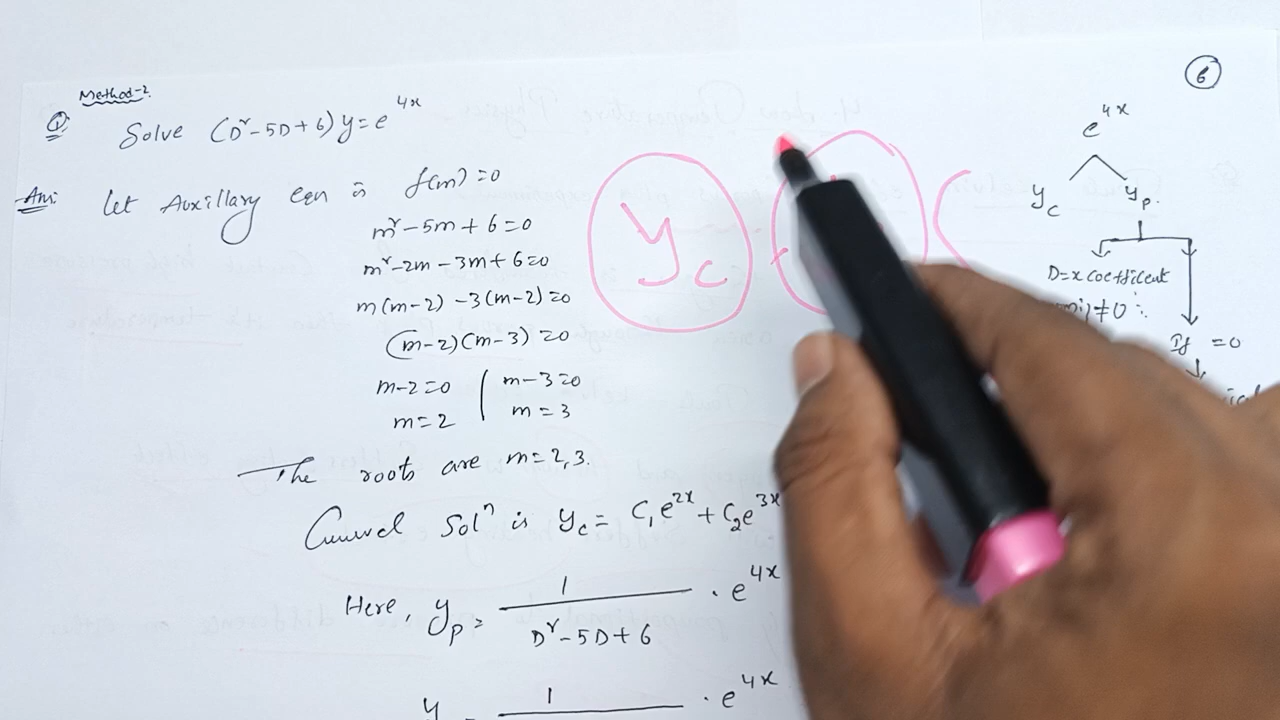 Method-2
6
Q Solve (D²-5D+6)y=e^4x
Ans: let Auxillary eqn is f(m)=0
m²-5m+6=0
m²-2m-3m+6=0
m(m-2)-3(m-2)=0
(m-2)(m-3)=0
m-2=0 | m-3=0
m=2 | m=3
The roots are m=2,3.
Solⁿ is yc = C₁e^2x + C₂e^3x
Here, yp = 1/(D²-5D+6) · e^4x
y 1 · e^4x
yc
e^4x
yc yp.
D=x coefficient
≠0
If =0